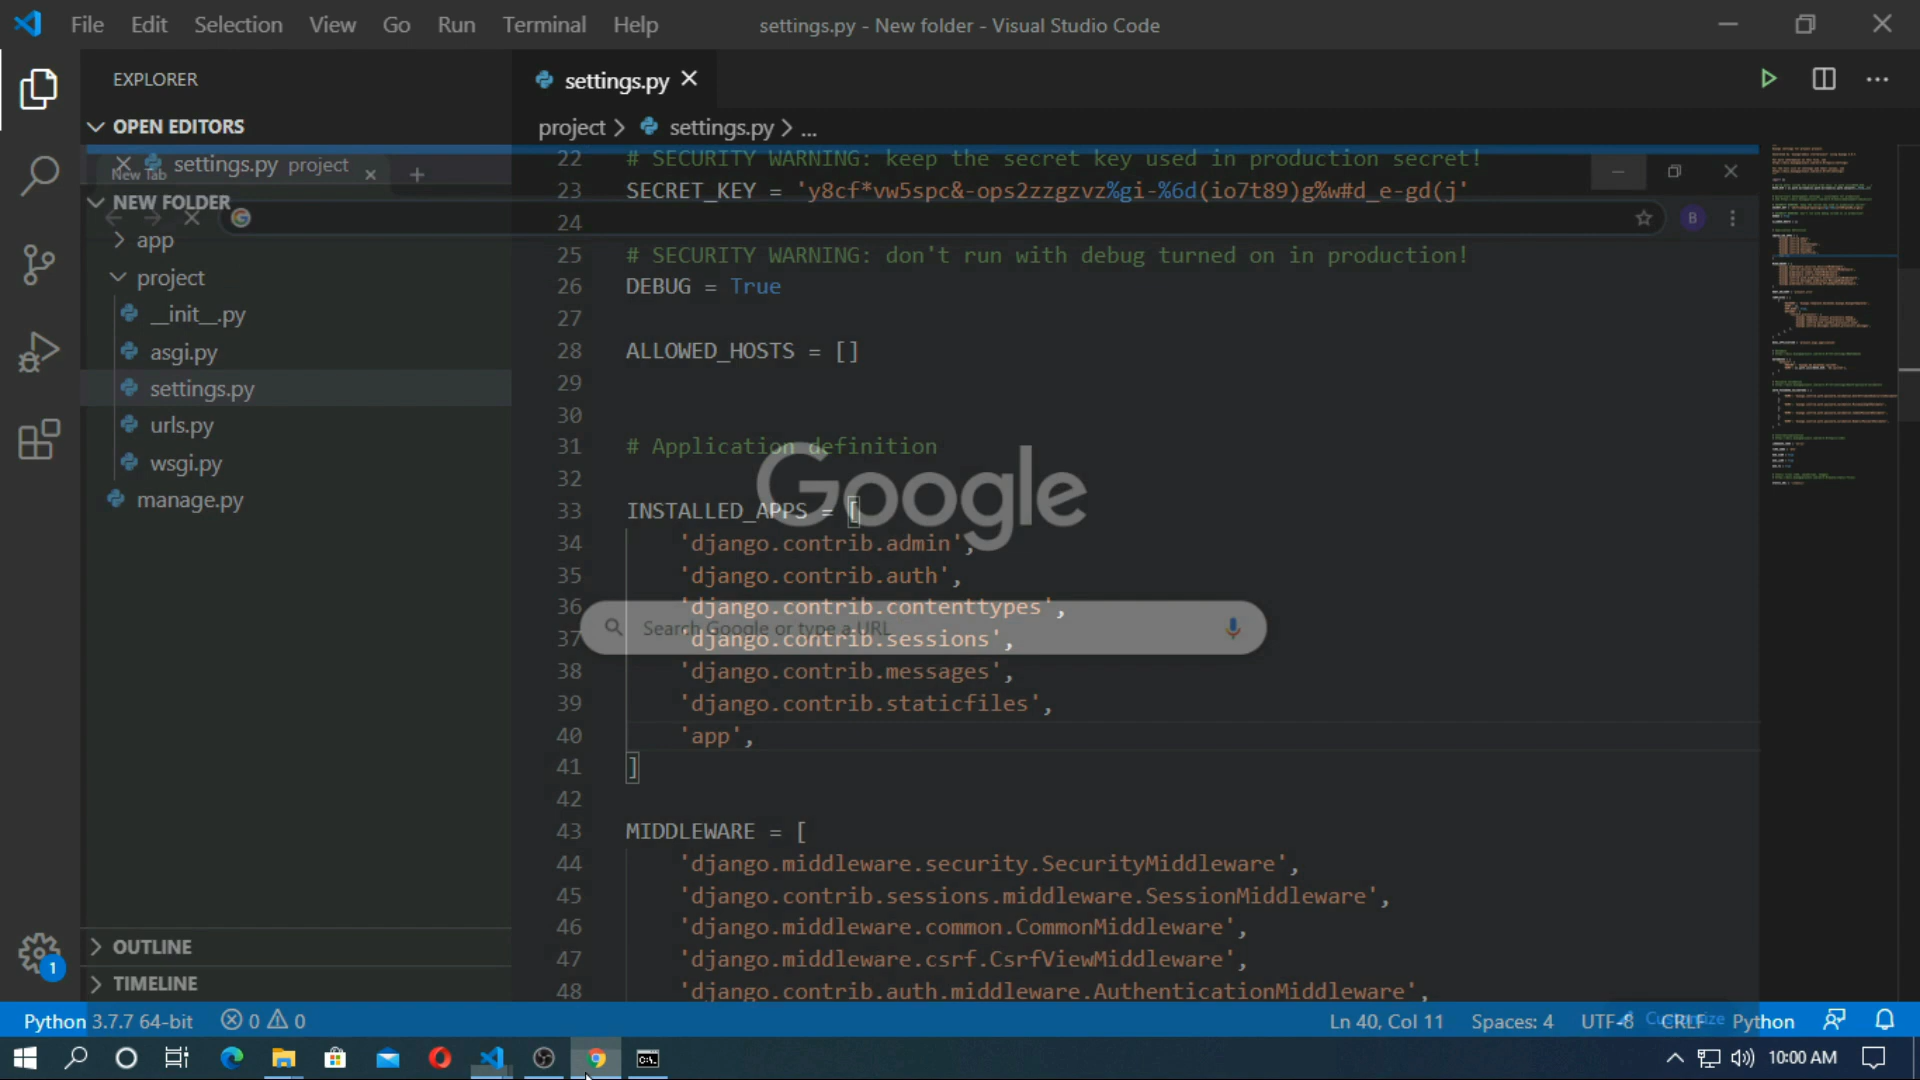 File Edit Selection View Go Run Terminal Help
settings.py - New folder - Visual Studio Code
EXPLORER
OPEN EDITORS
settings.py project
New Tab
NEW FOLDER
app
project
__init__.py
asgi.py
settings.py
urls.py
wsgi.py
manage.py
OUTLINE
TIMELINE
settings.py
project > settings.py > ...
B
22 # SECURITY WARNING: keep the secret key used in production secret!
23 SECRET_KEY = 'y8cf*vw5spc&-ops2zzgzvz%gi-%6d(io7t89)g%w#d_e-gd(j'
24
25 # SECURITY WARNING: don't run with debug turned on in production!
26 DEBUG = True
27
28 ALLOWED_HOSTS = []
29
30
31 # Application definition
32
33 INSTALLED_APPS = [
34 'django.contrib.admin',
35 'django.contrib.auth',
36 'django.contrib.contenttypes',
37 'django.contrib.sessions',
38 'django.contrib.messages',
39 'django.contrib.staticfiles',
40 'app',
41 ]
42
43 MIDDLEWARE = [
44 'django.middleware.security.SecurityMiddleware',
45 'django.contrib.sessions.middleware.SessionMiddleware',
46 'django.middleware.common.CommonMiddleware',
47 'django.middleware.csrf.CsrfViewMiddleware',
48 'django.contrib.auth.middleware.AuthenticationMiddleware',
Google
Search Google or type a URL
Customize
Python 3.7.7 64-bit 0 0
Ln 40, Col 11 Spaces: 4 UTF-8 CRLF Python
1
10:00 AM